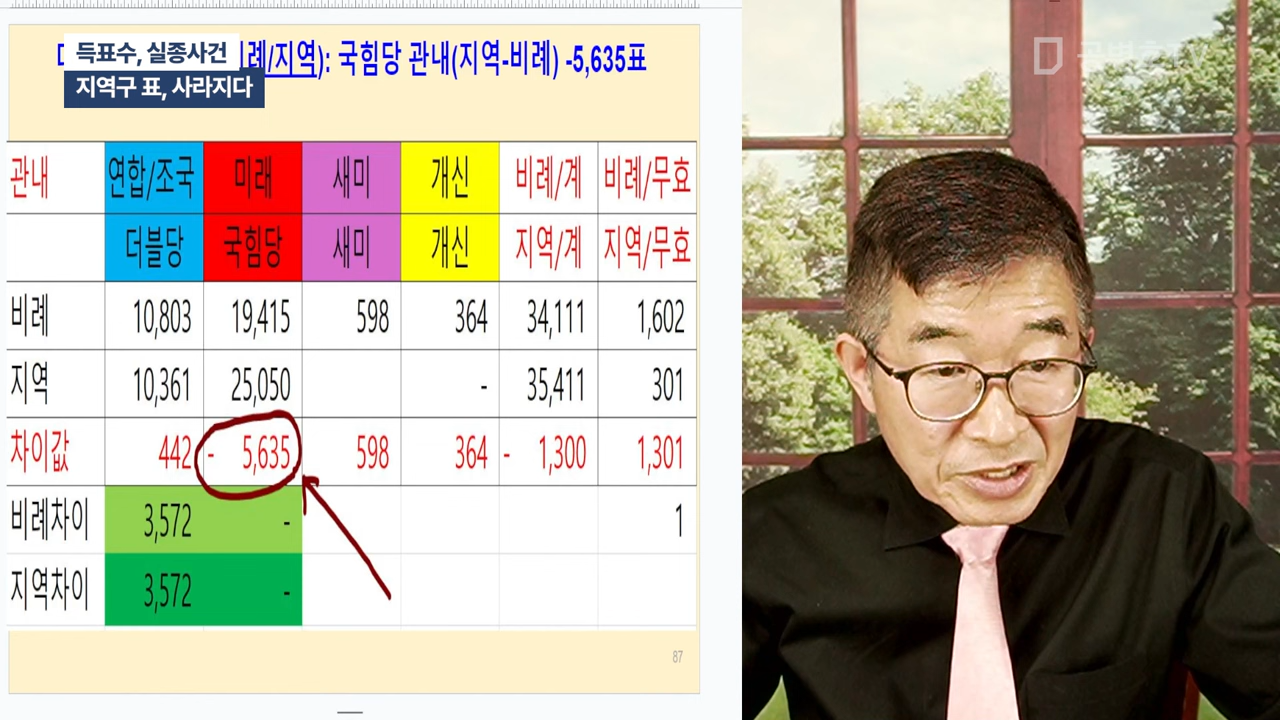 득표수, 실종사건
지역구 표, 사라지다
비례/지역): 국힘당 관내(지역-비례) -5,635표
관내 연합/조국 미래 새미 개신 비례/계 비례/무효
더블당 국힘당 새미 개신 지역/계 지역/무효
비례 10,803 19,415 598 364 34,111 1,602
지역 10,361 25,050 - 35,411 301
차이값 442 - 5,635 598 364 - 1,300 1,301
비례차이 3,572 - 1
지역차이 3,572 -
87